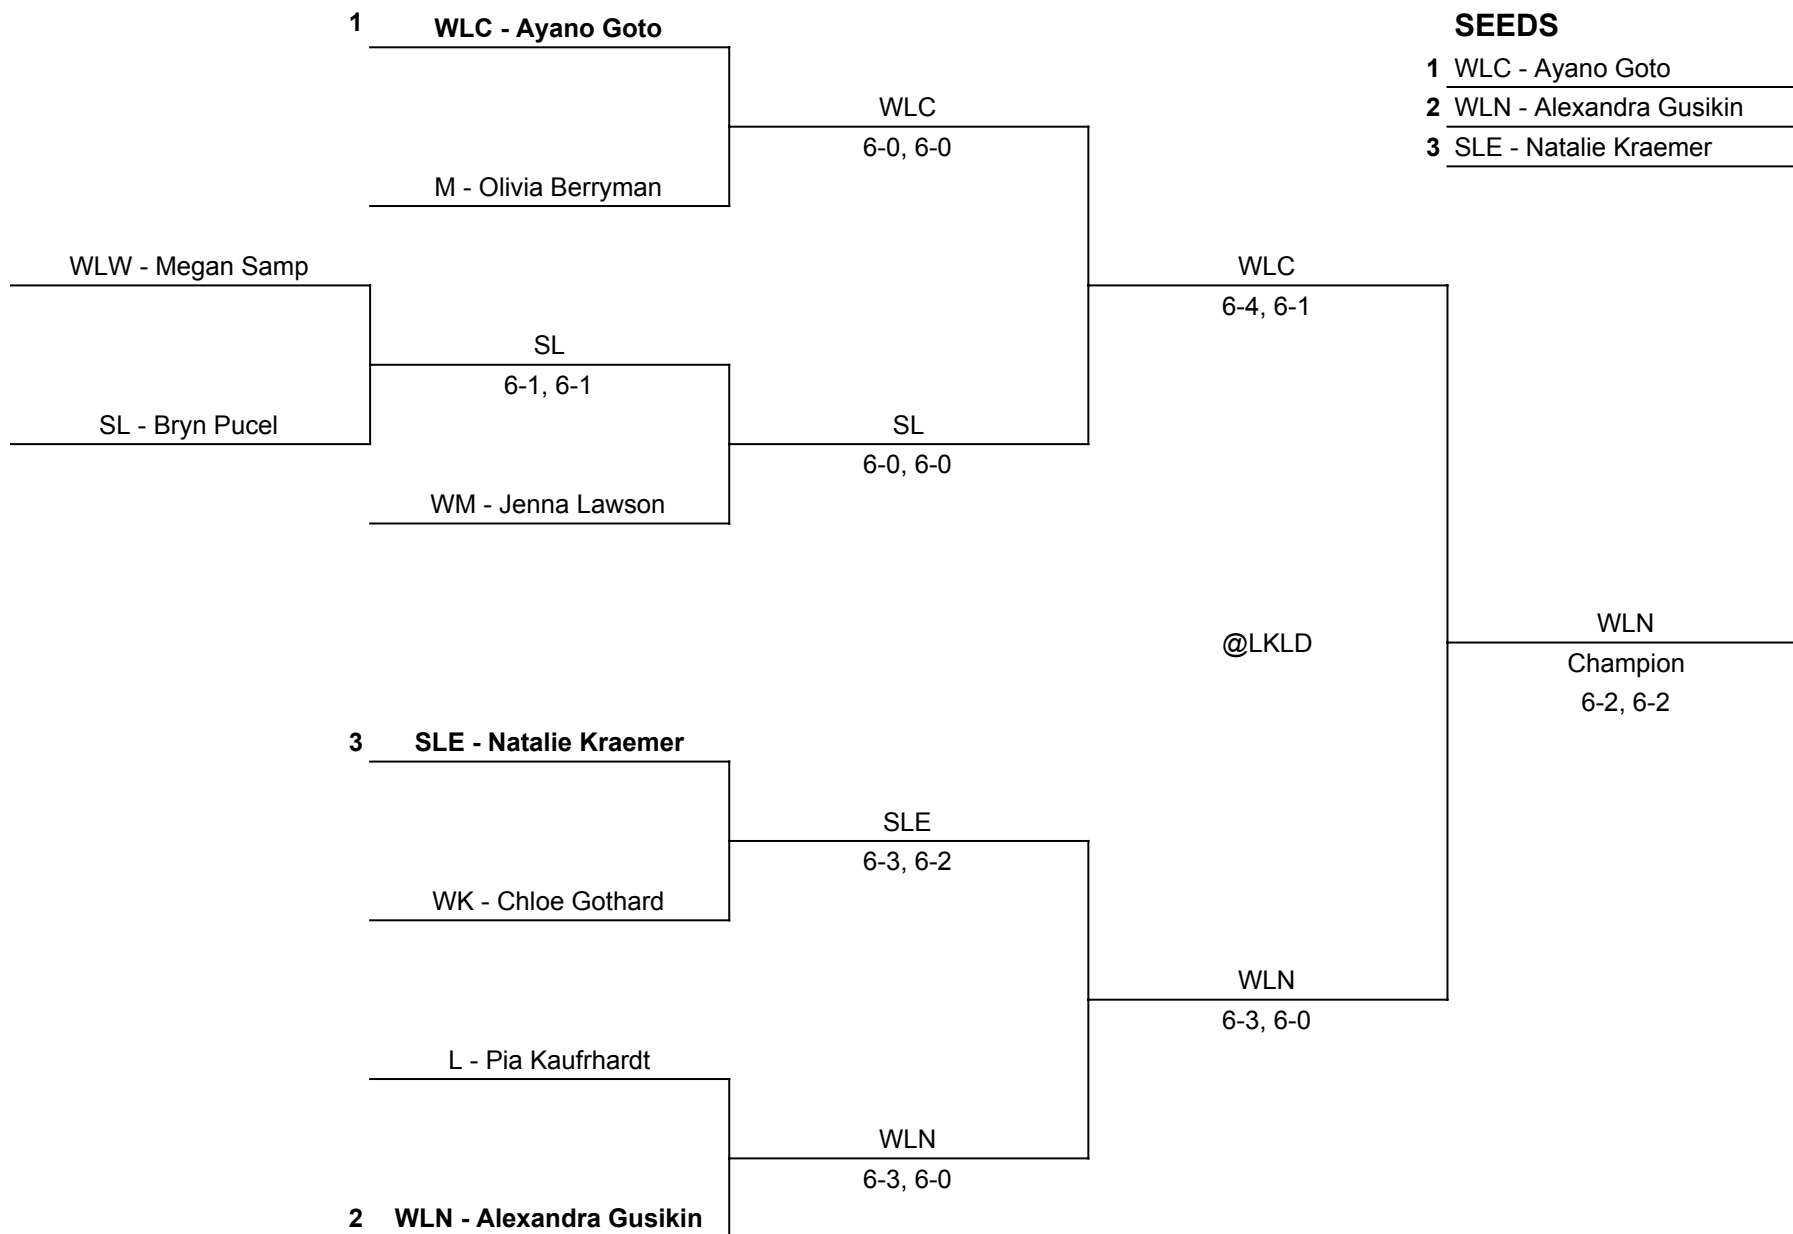 1 WLC - Ayano Goto
SEEDS
1 WLC - Ayano Goto
2 WLN - Alexandra Gusikin
3 SLE - Natalie Kraemer
WLC
6-0, 6-0
M - Olivia Berryman
WLW - Megan Samp
WLC
6-4, 6-1
SL
6-1, 6-1
SL - Bryn Pucel
SL
6-0, 6-0
WM - Jenna Lawson
@LKLD
WLN
Champion
6-2, 6-2
3 SLE - Natalie Kraemer
SLE
6-3, 6-2
WK - Chloe Gothard
WLN
6-3, 6-0
L - Pia Kaufrhardt
WLN
6-3, 6-0
2 WLN - Alexandra Gusikin